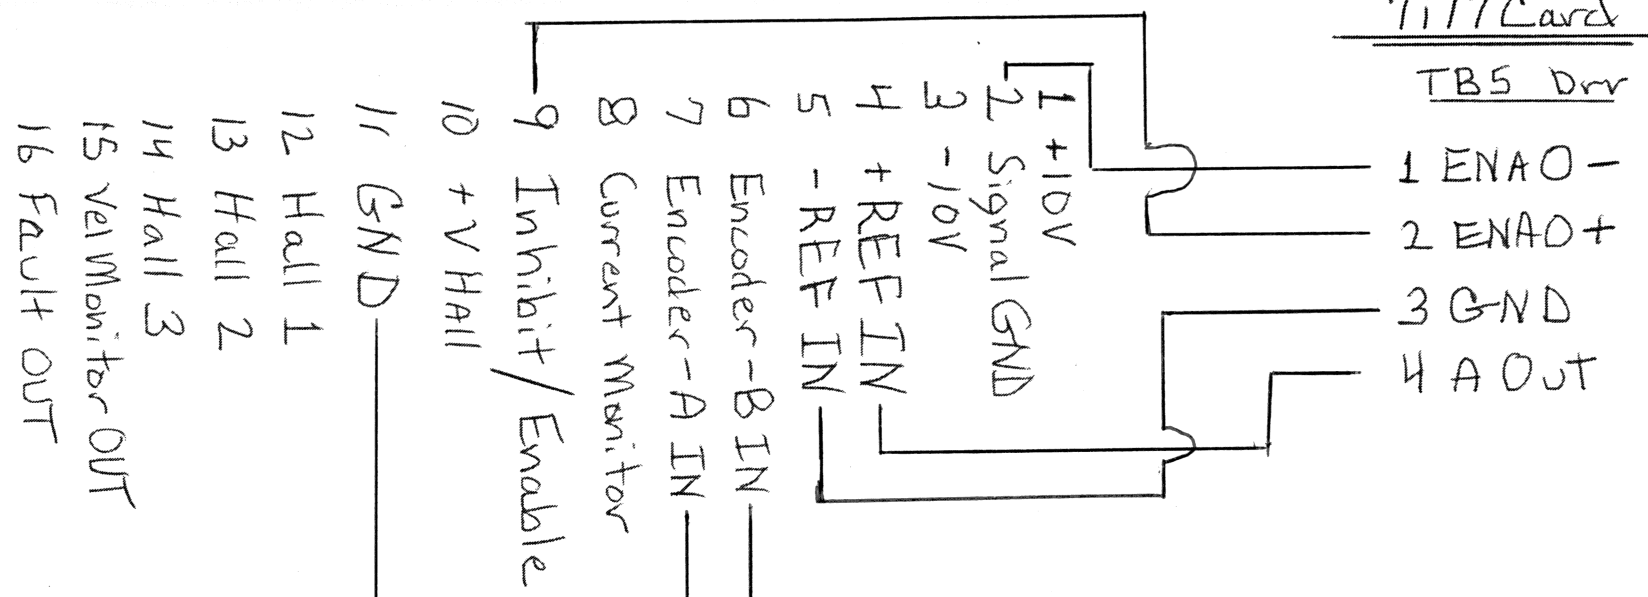 Card
TB5 Drv
1 ENAO-
2 ENAO+
3 GND
4 A OUT
1 +10V
2 Signal GND
3 -10V
4 +REF IN
5 -REF IN
6 Encoder-B IN
7 Encoder-A IN
8 Current Monitor
9 Inhibit/Enable
10 +V HAll
11 GND
12 Hall 1
13 Hall 2
14 Hall 3
15 Vel Monitor OUT
16 Fault OUT